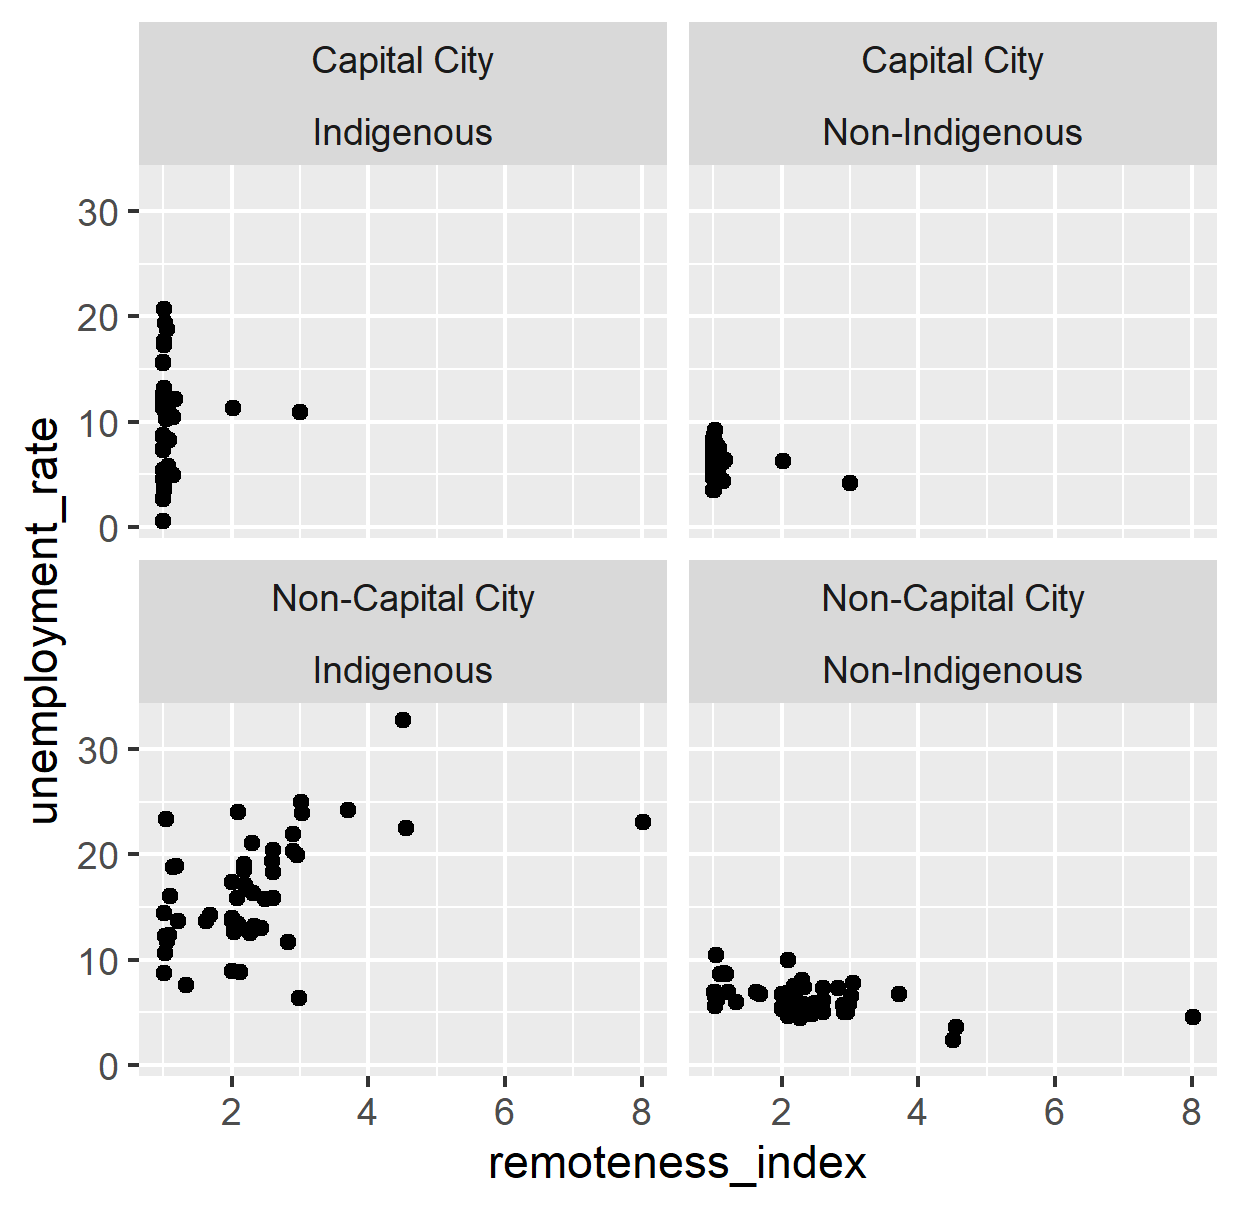 Capital City
Indigenous
Capital City
Non-Indigenous
30
20
10
0
Non-Capital City
Indigenous
Non-Capital City
Non-Indigenous
30
20
10
0
2 4 6 8
2 4 6 8
remoteness_index
unemployment_rate